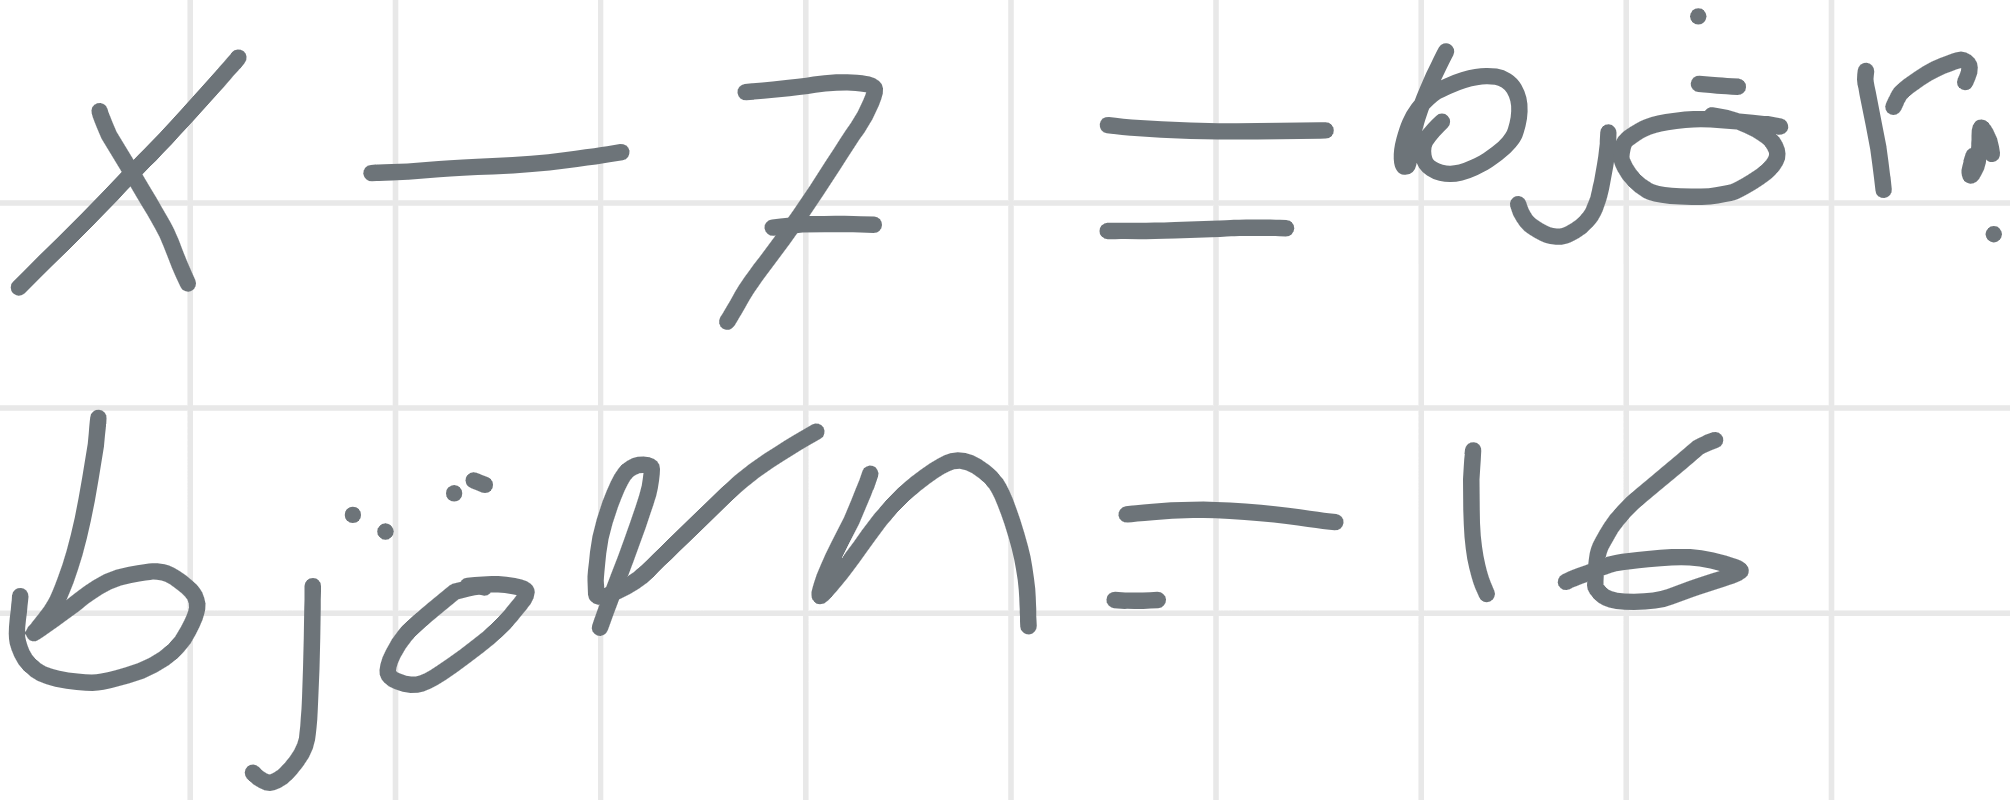 x - 7 = björn
björn = 16